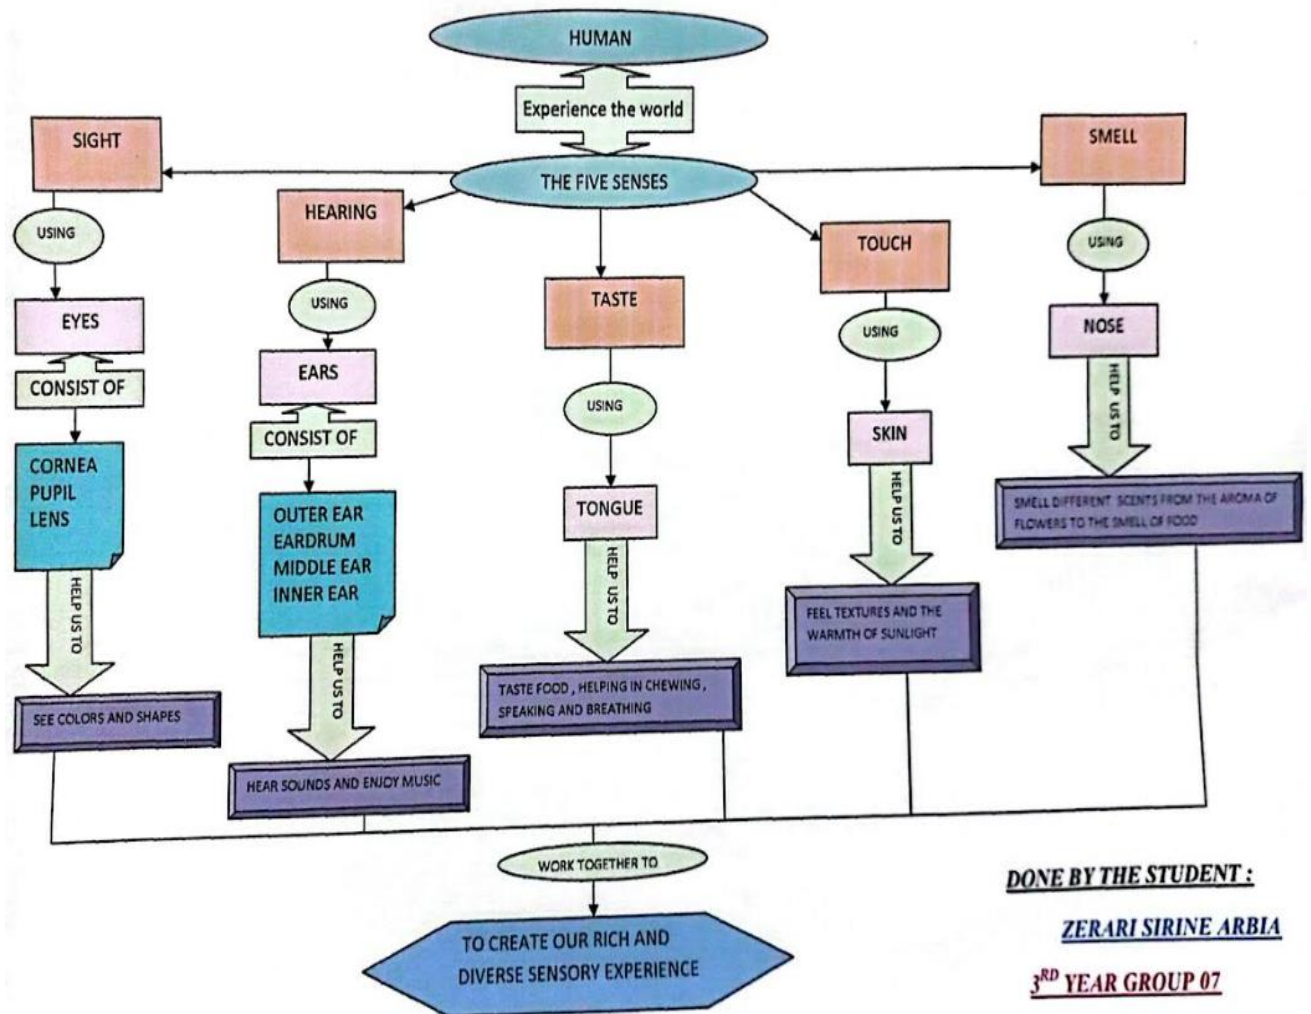 HUMAN
Experience the world
THE FIVE SENSES
SIGHT
USING
EYES
CONSIST OF
CORNEA
PUPIL
LENS
HELP US TO
SEE COLORS AND SHAPES
HEARING
USING
EARS
CONSIST OF
OUTER EAR
EARDRUM
MIDDLE EAR
INNER EAR
HELP US TO
HEAR SOUNDS AND ENJOY MUSIC
TASTE
USING
TONGUE
HELP US TO
TASTE FOOD , HELPING IN CHEWING ,
SPEAKING AND BREATHING
TOUCH
USING
SKIN
HELP US TO
FEEL TEXTURES AND THE
WARMTH OF SUNLIGHT
SMELL
USING
NOSE
HELP US TO
SMELL DIFFERENT SCENTS FROM THE AROMA OF
FLOWERS TO THE SMELL OF FOOD
WORK TOGETHER TO
TO CREATE OUR RICH AND
DIVERSE SENSORY EXPERIENCE
DONE BY THE STUDENT :
ZERARI SIRINE ARBIA
3RD YEAR GROUP 07